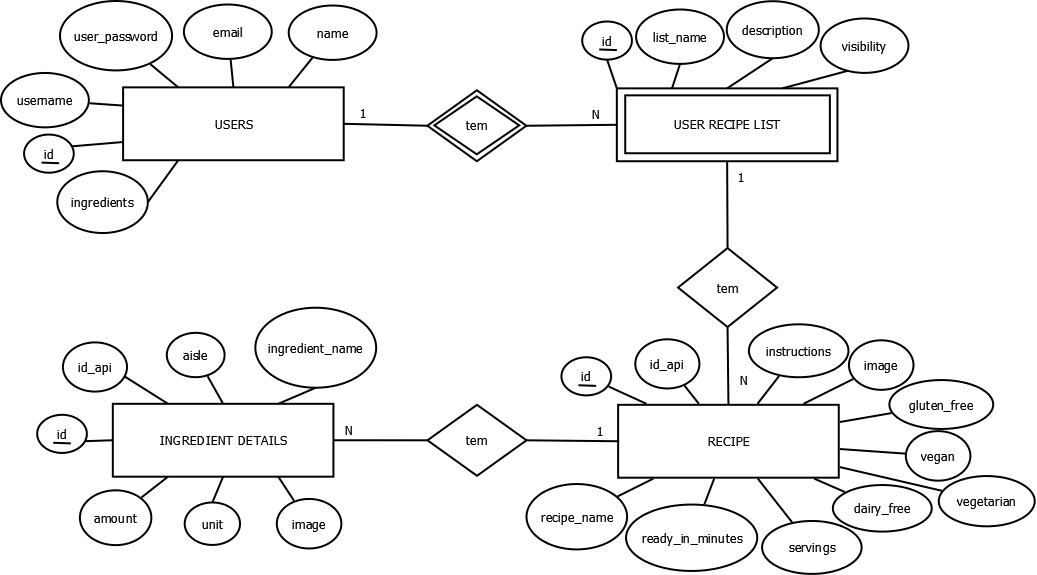 user_password
email
name
username
id
ingredients
USERS
1
tem
N
id
list_name
description
visibility
USER RECIPE LIST
1
tem
N
id_api
aisle
ingredient_name
id
INGREDIENT DETAILS
amount
unit
image
N
tem
1
id
id_api
instructions
image
gluten_free
vegan
vegetarian
dairy_free
RECIPE
recipe_name
ready_in_minutes
servings